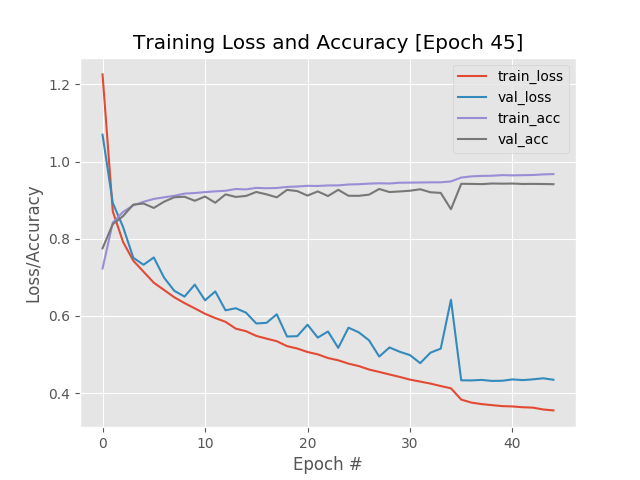 Training Loss and Accuracy [Epoch 45]
train_loss
val_loss
train_acc
val_acc
1.2
1.0
0.8
0.6
0.4
Loss/Accuracy
0 10 20 30 40
Epoch #